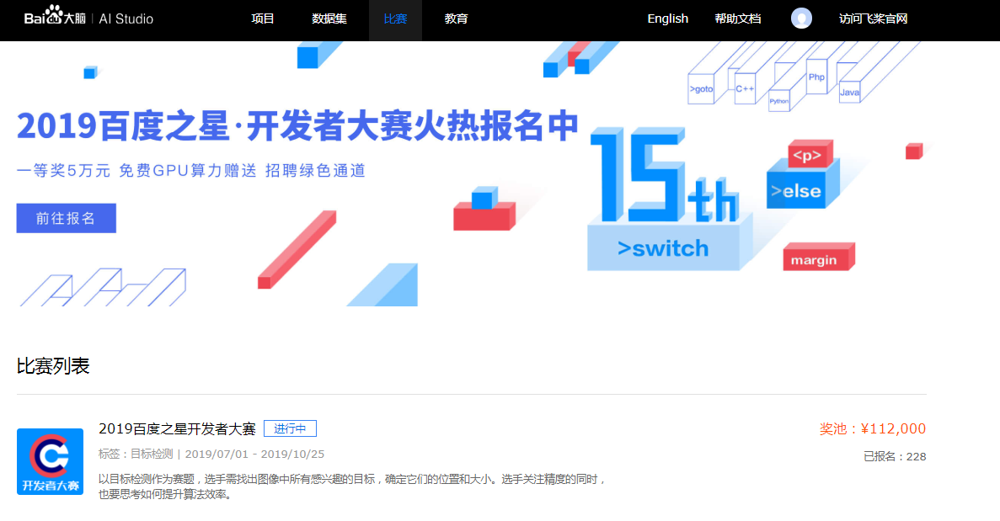 Bai du 大脑 | AI Studio 项目 数据集 比赛 教育 English 帮助文档 访问飞桨官网
>goto C++ Python Php Java
2019百度之星·开发者大赛火热报名中
一等奖5万元 免费GPU算力赠送 招聘绿色通道
前往报名
15th
>switch
<p>
>else
margin
比赛列表
2019百度之星开发者大赛 进行中 奖池：¥112,000
标签：目标检测 | 2019/07/01 - 2019/10/25 已报名：228
以目标检测作为赛题，选手需找出图像中所有感兴趣的目标，确定它们的位置和大小。选手关注精度的同时，
也要思考如何提升算法效率。
开发者大赛